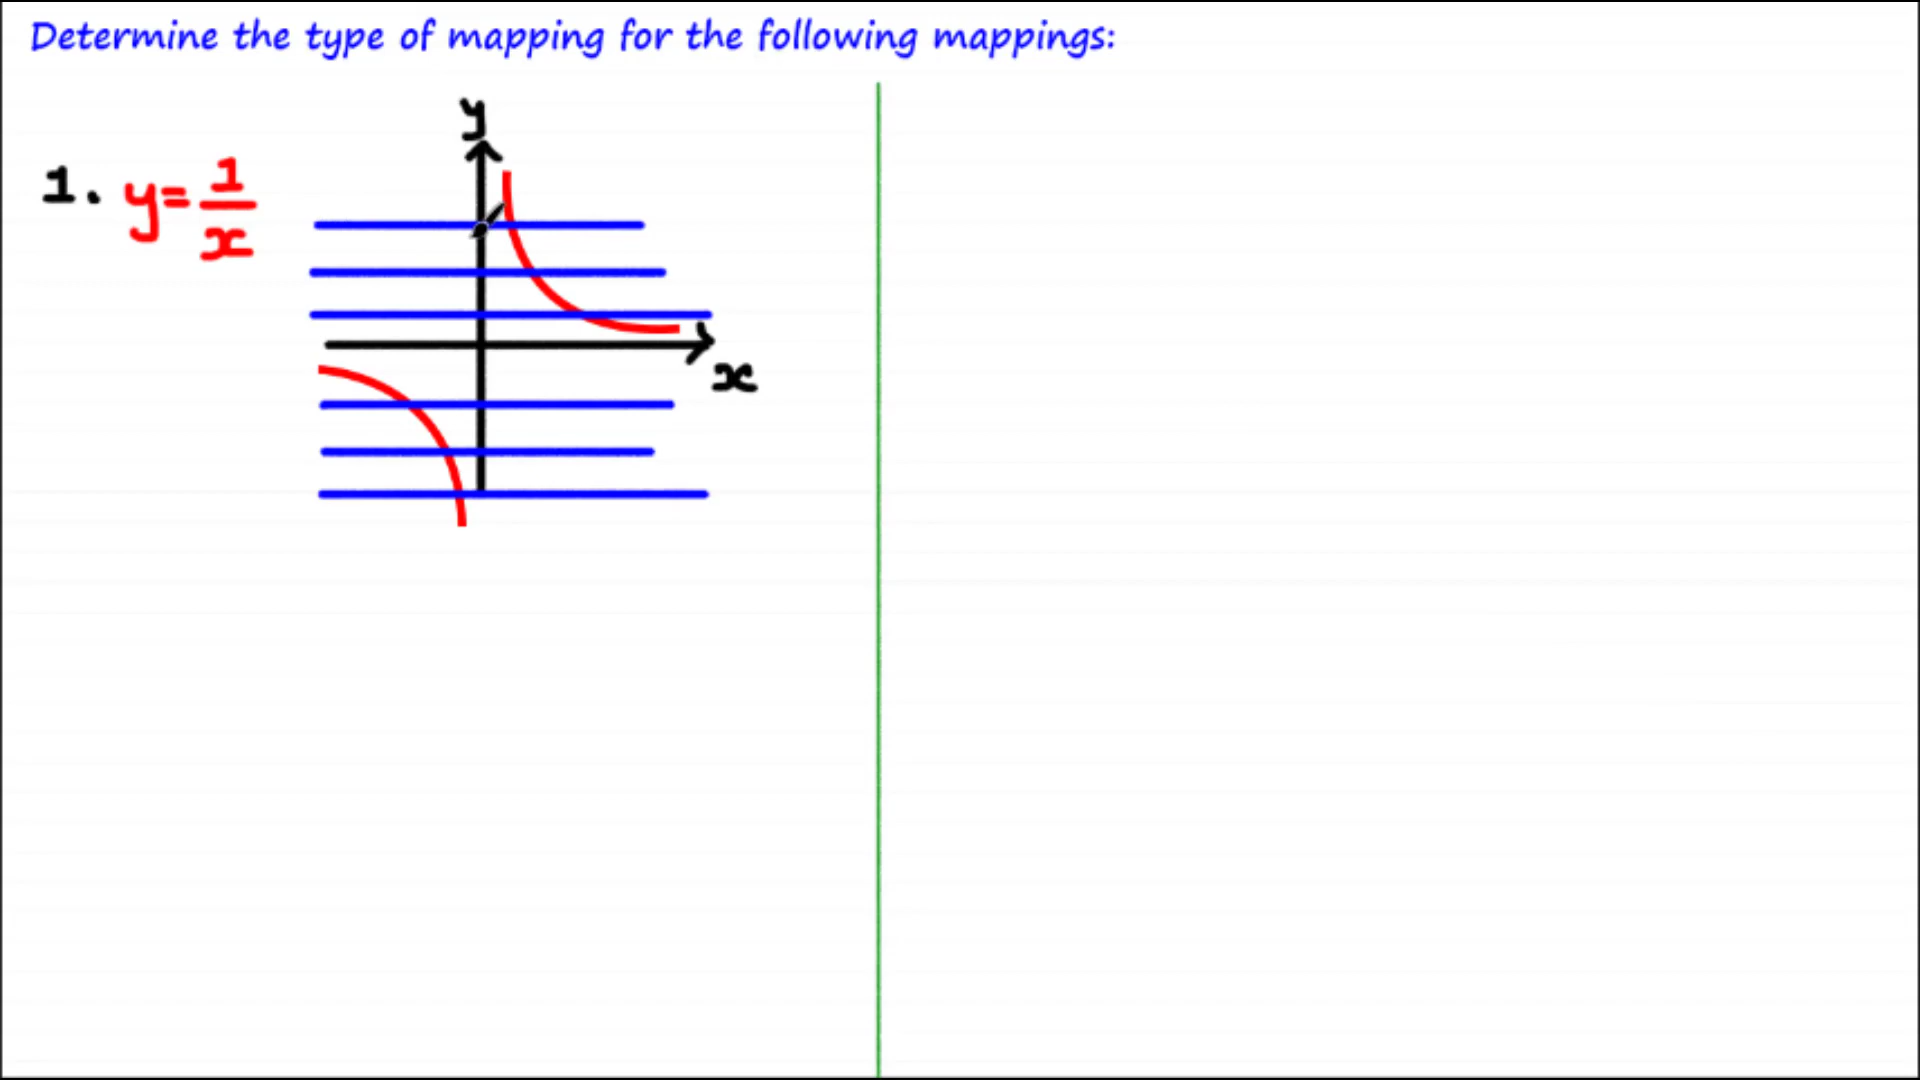 Determine the type of mapping for the following mappings:
y
1. y=1/x
x